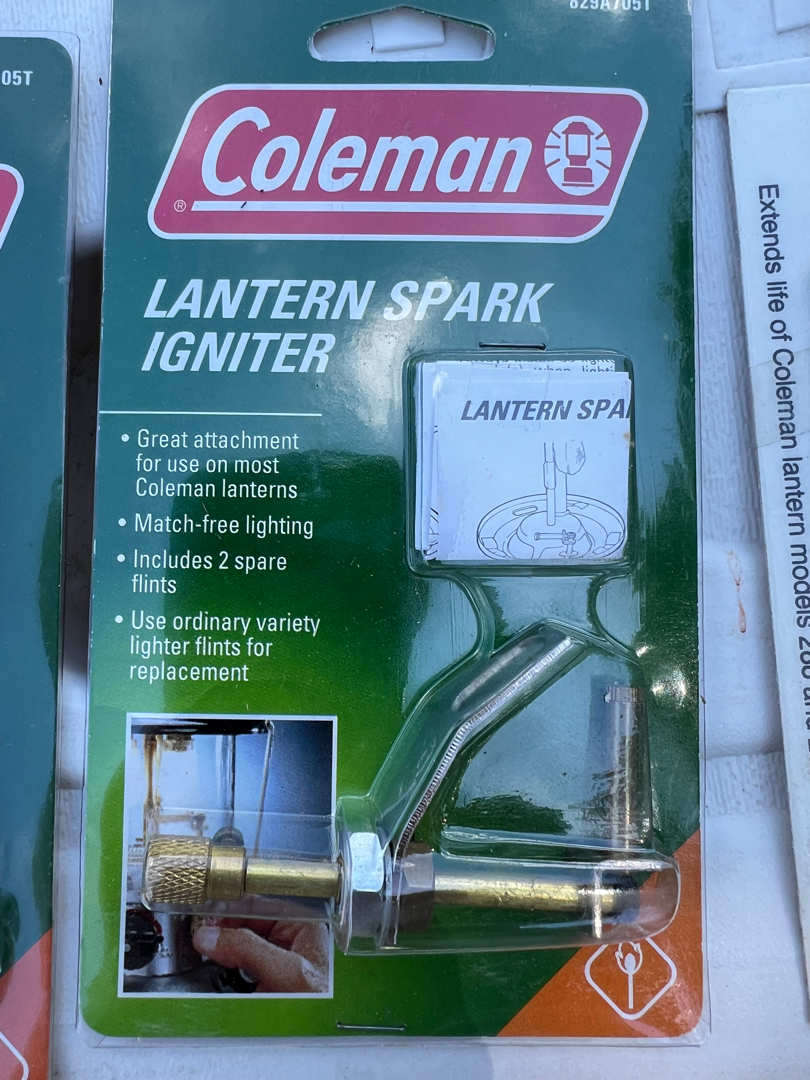 829A705T
05T
Coleman
®
LANTERN SPARK
IGNITER
• Great attachment
for use on most
Coleman lanterns
• Match-free lighting
• Includes 2 spare
flints
• Use ordinary variety
lighter flints for
replacement
LANTERN SPA
Extends life of Coleman lantern models